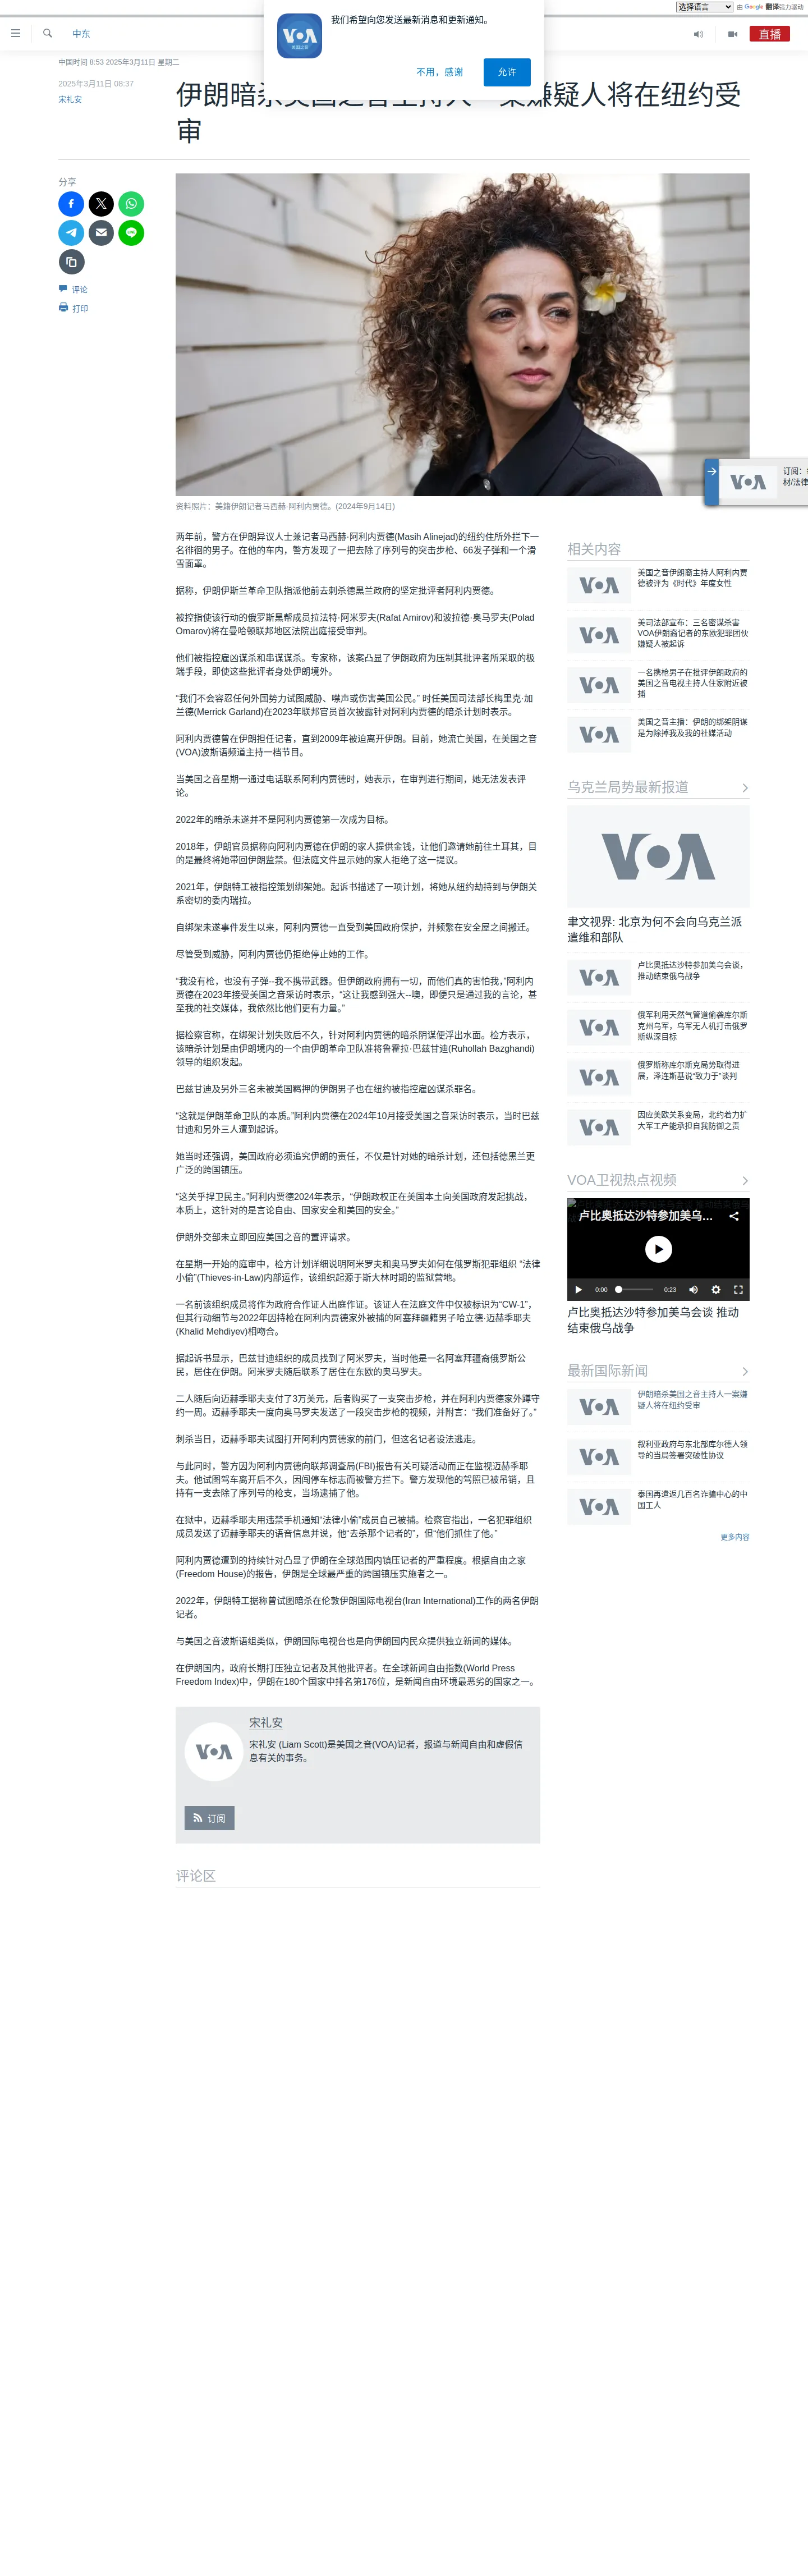 选择语言 由 Google 翻译强力驱动
我们希望向您发送最新消息和更新通知。
不用，感谢 允许
中东
直播
中国时间 8:53 2025年3月11日 星期二
2025年3月11日 08:37
宋礼安
审
分享
评论
打印
资料照片：美籍伊朗记者马西赫·阿利内贾德。(2024年9月14日)
两年前，警方在伊朗异议人士兼记者马西赫·阿利内贾德(Masih Alinejad)的纽约住所外拦下一
名徘徊的男子。在他的车内，警方发现了一把去除了序列号的突击步枪、66发子弹和一个滑
雪面罩。
据称，伊朗伊斯兰革命卫队指派他前去刺杀德黑兰政府的坚定批评者阿利内贾德。
被控指使该行动的俄罗斯黑帮成员拉法特·阿米罗夫(Rafat Amirov)和波拉德·奥马罗夫(Polad
Omarov)将在曼哈顿联邦地区法院出庭接受审判。
他们被指控雇凶谋杀和串谋谋杀。专家称，该案凸显了伊朗政府为压制其批评者所采取的极
端手段，即使这些批评者身处伊朗境外。
“我们不会容忍任何外国势力试图威胁、噤声或伤害美国公民。” 时任美国司法部长梅里克·加
兰德(Merrick Garland)在2023年联邦官员首次披露针对阿利内贾德的暗杀计划时表示。
阿利内贾德曾在伊朗担任记者，直到2009年被迫离开伊朗。目前，她流亡美国，在美国之音
(VOA)波斯语频道主持一档节目。
当美国之音星期一通过电话联系阿利内贾德时，她表示，在审判进行期间，她无法发表评
论。
2022年的暗杀未遂并不是阿利内贾德第一次成为目标。
2018年，伊朗官员据称向阿利内贾德在伊朗的家人提供金钱，让他们邀请她前往土耳其，目
的是最终将她带回伊朗监禁。但法庭文件显示她的家人拒绝了这一提议。
2021年，伊朗特工被指控策划绑架她。起诉书描述了一项计划，将她从纽约劫持到与伊朗关
系密切的委内瑞拉。
自绑架未遂事件发生以来，阿利内贾德一直受到美国政府保护，并频繁在安全屋之间搬迁。
尽管受到威胁，阿利内贾德仍拒绝停止她的工作。
“我没有枪，也没有子弹--我不携带武器。但伊朗政府拥有一切，而他们真的害怕我，”阿利内
贾德在2023年接受美国之音采访时表示，“这让我感到强大--噢，即便只是通过我的言论，甚
至我的社交媒体，我依然比他们更有力量。”
据检察官称，在绑架计划失败后不久，针对阿利内贾德的暗杀阴谋便浮出水面。检方表示，
该暗杀计划是由伊朗境内的一个由伊朗革命卫队准将鲁霍拉·巴兹甘迪(Ruhollah Bazghandi)
领导的组织发起。
巴兹甘迪及另外三名未被美国羁押的伊朗男子也在纽约被指控雇凶谋杀罪名。
“这就是伊朗革命卫队的本质。”阿利内贾德在2024年10月接受美国之音采访时表示，当时巴兹
甘迪和另外三人遭到起诉。
她当时还强调，美国政府必须追究伊朗的责任，不仅是针对她的暗杀计划，还包括德黑兰更
广泛的跨国镇压。
“这关乎捍卫民主。”阿利内贾德2024年表示，“伊朗政权正在美国本土向美国政府发起挑战，
本质上，这针对的是言论自由、国家安全和美国的安全。”
伊朗外交部未立即回应美国之音的置评请求。
在星期一开始的庭审中，检方计划详细说明阿米罗夫和奥马罗夫如何在俄罗斯犯罪组织 “法律
小偷”(Thieves-in-Law)内部运作，该组织起源于斯大林时期的监狱营地。
一名前该组织成员将作为政府合作证人出庭作证。该证人在法庭文件中仅被标识为“CW-1”，
但其行动细节与2022年因持枪在阿利内贾德家外被捕的阿塞拜疆籍男子哈立德·迈赫季耶夫
(Khalid Mehdiyev)相吻合。
据起诉书显示，巴兹甘迪组织的成员找到了阿米罗夫，当时他是一名阿塞拜疆裔俄罗斯公
民，居住在伊朗。阿米罗夫随后联系了居住在东欧的奥马罗夫。
二人随后向迈赫季耶夫支付了3万美元，后者购买了一支突击步枪，并在阿利内贾德家外蹲守
约一周。迈赫季耶夫一度向奥马罗夫发送了一段突击步枪的视频，并附言：“我们准备好了。”
刺杀当日，迈赫季耶夫试图打开阿利内贾德家的前门，但这名记者设法逃走。
与此同时，警方因为阿利内贾德向联邦调查局(FBI)报告有关可疑活动而正在监视迈赫季耶
夫。他试图驾车离开后不久，因闯停车标志而被警方拦下。警方发现他的驾照已被吊销，且
持有一支去除了序列号的枪支，当场逮捕了他。
在狱中，迈赫季耶夫用违禁手机通知“法律小偷”成员自己被捕。检察官指出，一名犯罪组织
成员发送了迈赫季耶夫的语音信息并说，他“去杀那个记者的”，但“他们抓住了他。”
阿利内贾德遭到的持续针对凸显了伊朗在全球范围内镇压记者的严重程度。根据自由之家
(Freedom House)的报告，伊朗是全球最严重的跨国镇压实施者之一。
2022年，伊朗特工据称曾试图暗杀在伦敦伊朗国际电视台(Iran International)工作的两名伊朗
记者。
与美国之音波斯语组类似，伊朗国际电视台也是向伊朗国内民众提供独立新闻的媒体。
在伊朗国内，政府长期打压独立记者及其他批评者。在全球新闻自由指数(World Press
Freedom Index)中，伊朗在180个国家中排名第176位，是新闻自由环境最恶劣的国家之一。
宋礼安
宋礼安 (Liam Scott)是美国之音(VOA)记者，报道与新闻自由和虚假信
息有关的事务。
订阅
评论区
订阅：
材/法律
相关内容
美国之音伊朗裔主持人阿利内贾
德被评为《时代》年度女性
美司法部宣布：三名密谋杀害
VOA伊朗裔记者的东欧犯罪团伙
嫌疑人被起诉
一名携枪男子在批评伊朗政府的
美国之音电视主持人住家附近被
捕
美国之音主播：伊朗的绑架阴谋
是为除掉我及我的社媒活动
乌克兰局势最新报道
VOA
聿文视界: 北京为何不会向乌克兰派
遣维和部队
卢比奥抵达沙特参加美乌会谈，
推动结束俄乌战争
俄军利用天然气管道偷袭库尔斯
克州乌军，乌军无人机打击俄罗
斯纵深目标
俄罗斯称库尔斯克局势取得进
展，泽连斯基说“致力于”谈判
因应美欧关系变局，北约着力扩
大军工产能承担自我防御之责
VOA卫视热点视频
卢比奥抵达沙特参加美乌...
0:00 0:23
卢比奥抵达沙特参加美乌会谈 推动
结束俄乌战争
最新国际新闻
伊朗暗杀美国之音主持人一案嫌
疑人将在纽约受审
叙利亚政府与东北部库尔德人领
导的当局签署突破性协议
泰国再遣返几百名诈骗中心的中
国工人
更多内容